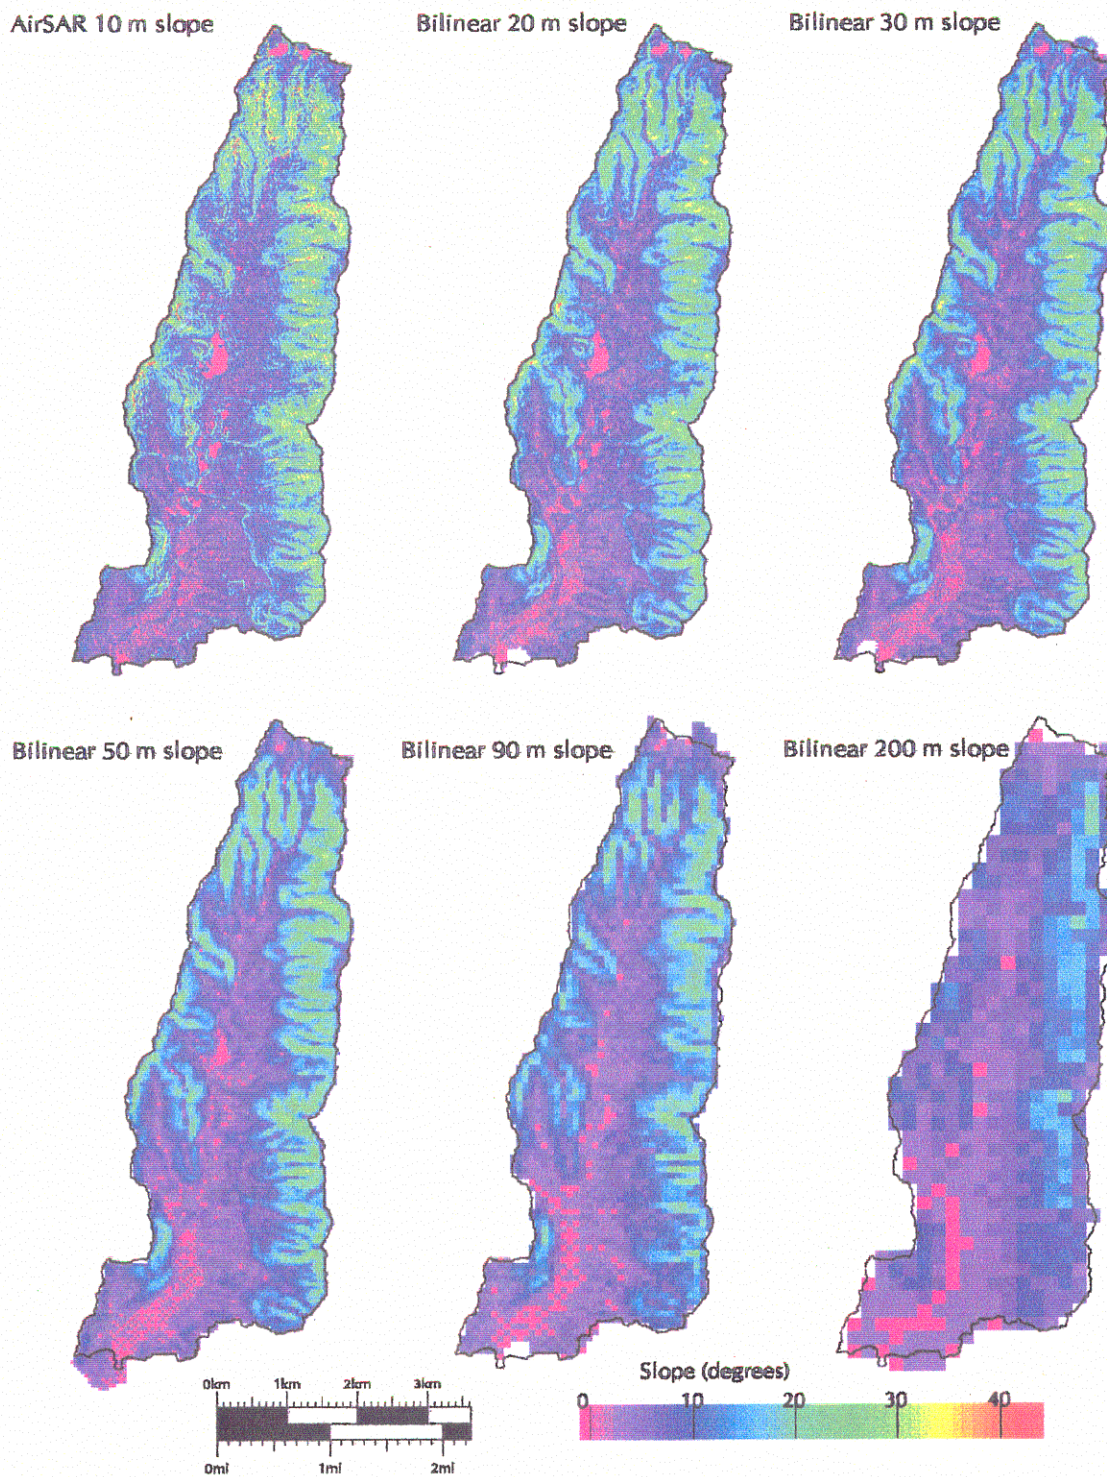 AirSAR 10 m slope
Bilinear 20 m slope
Bilinear 30 m slope
Bilinear 50 m slope
Bilinear 90 m slope
Bilinear 200 m slope
0km 1km 2km 3km
0mi 1mi 2mi
Slope (degrees)
0 10 20 30 40